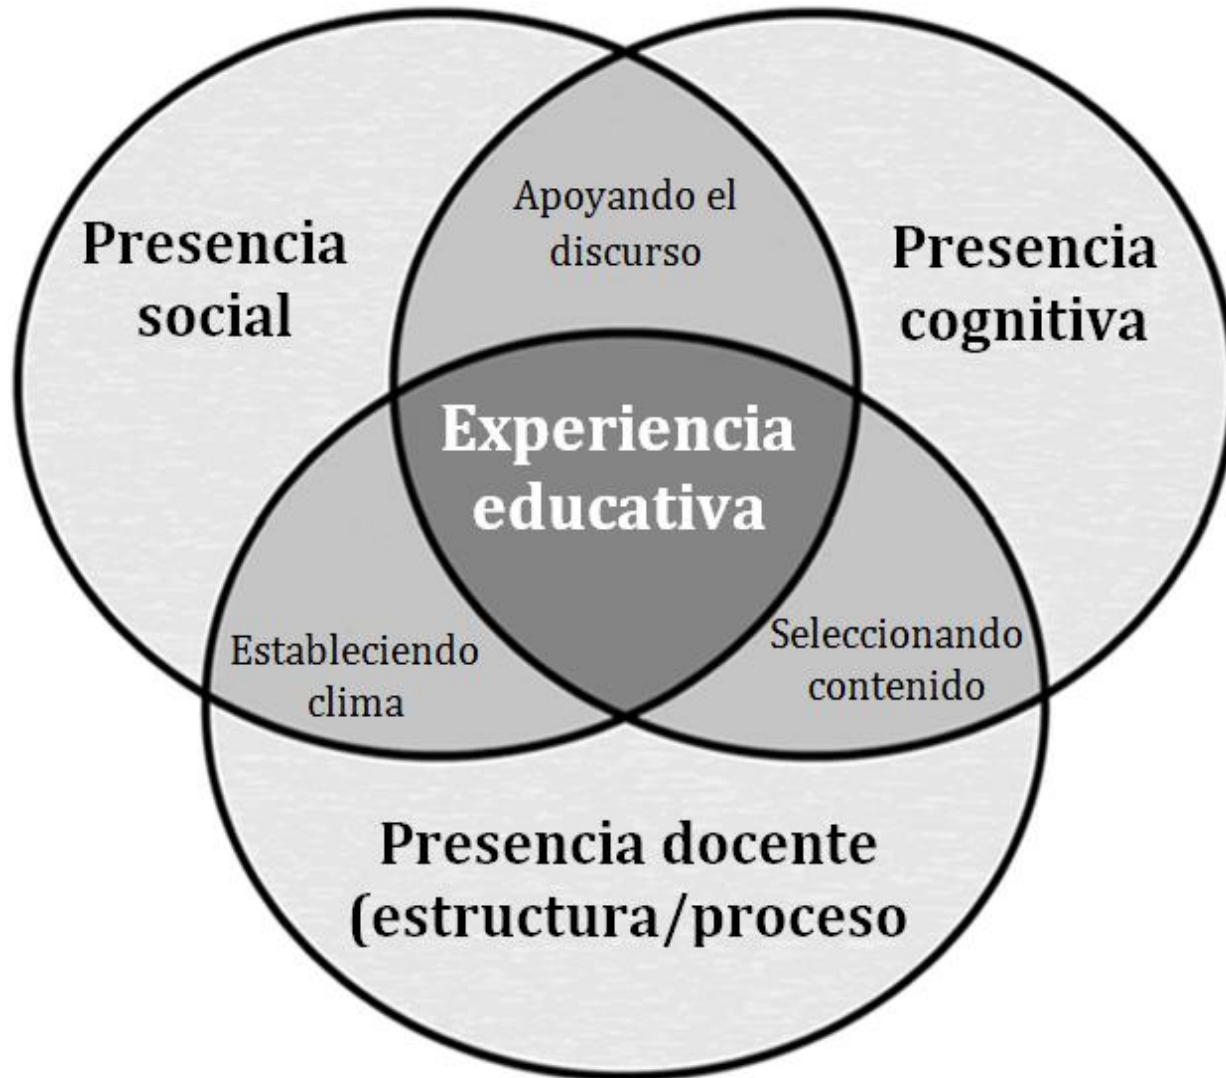 Apoyando el
discurso
Presencia
social
Presencia
cognitiva
Experiencia
educativa
Estableciendo
clima
Seleccionando
contenido
Presencia docente
(estructura/proceso